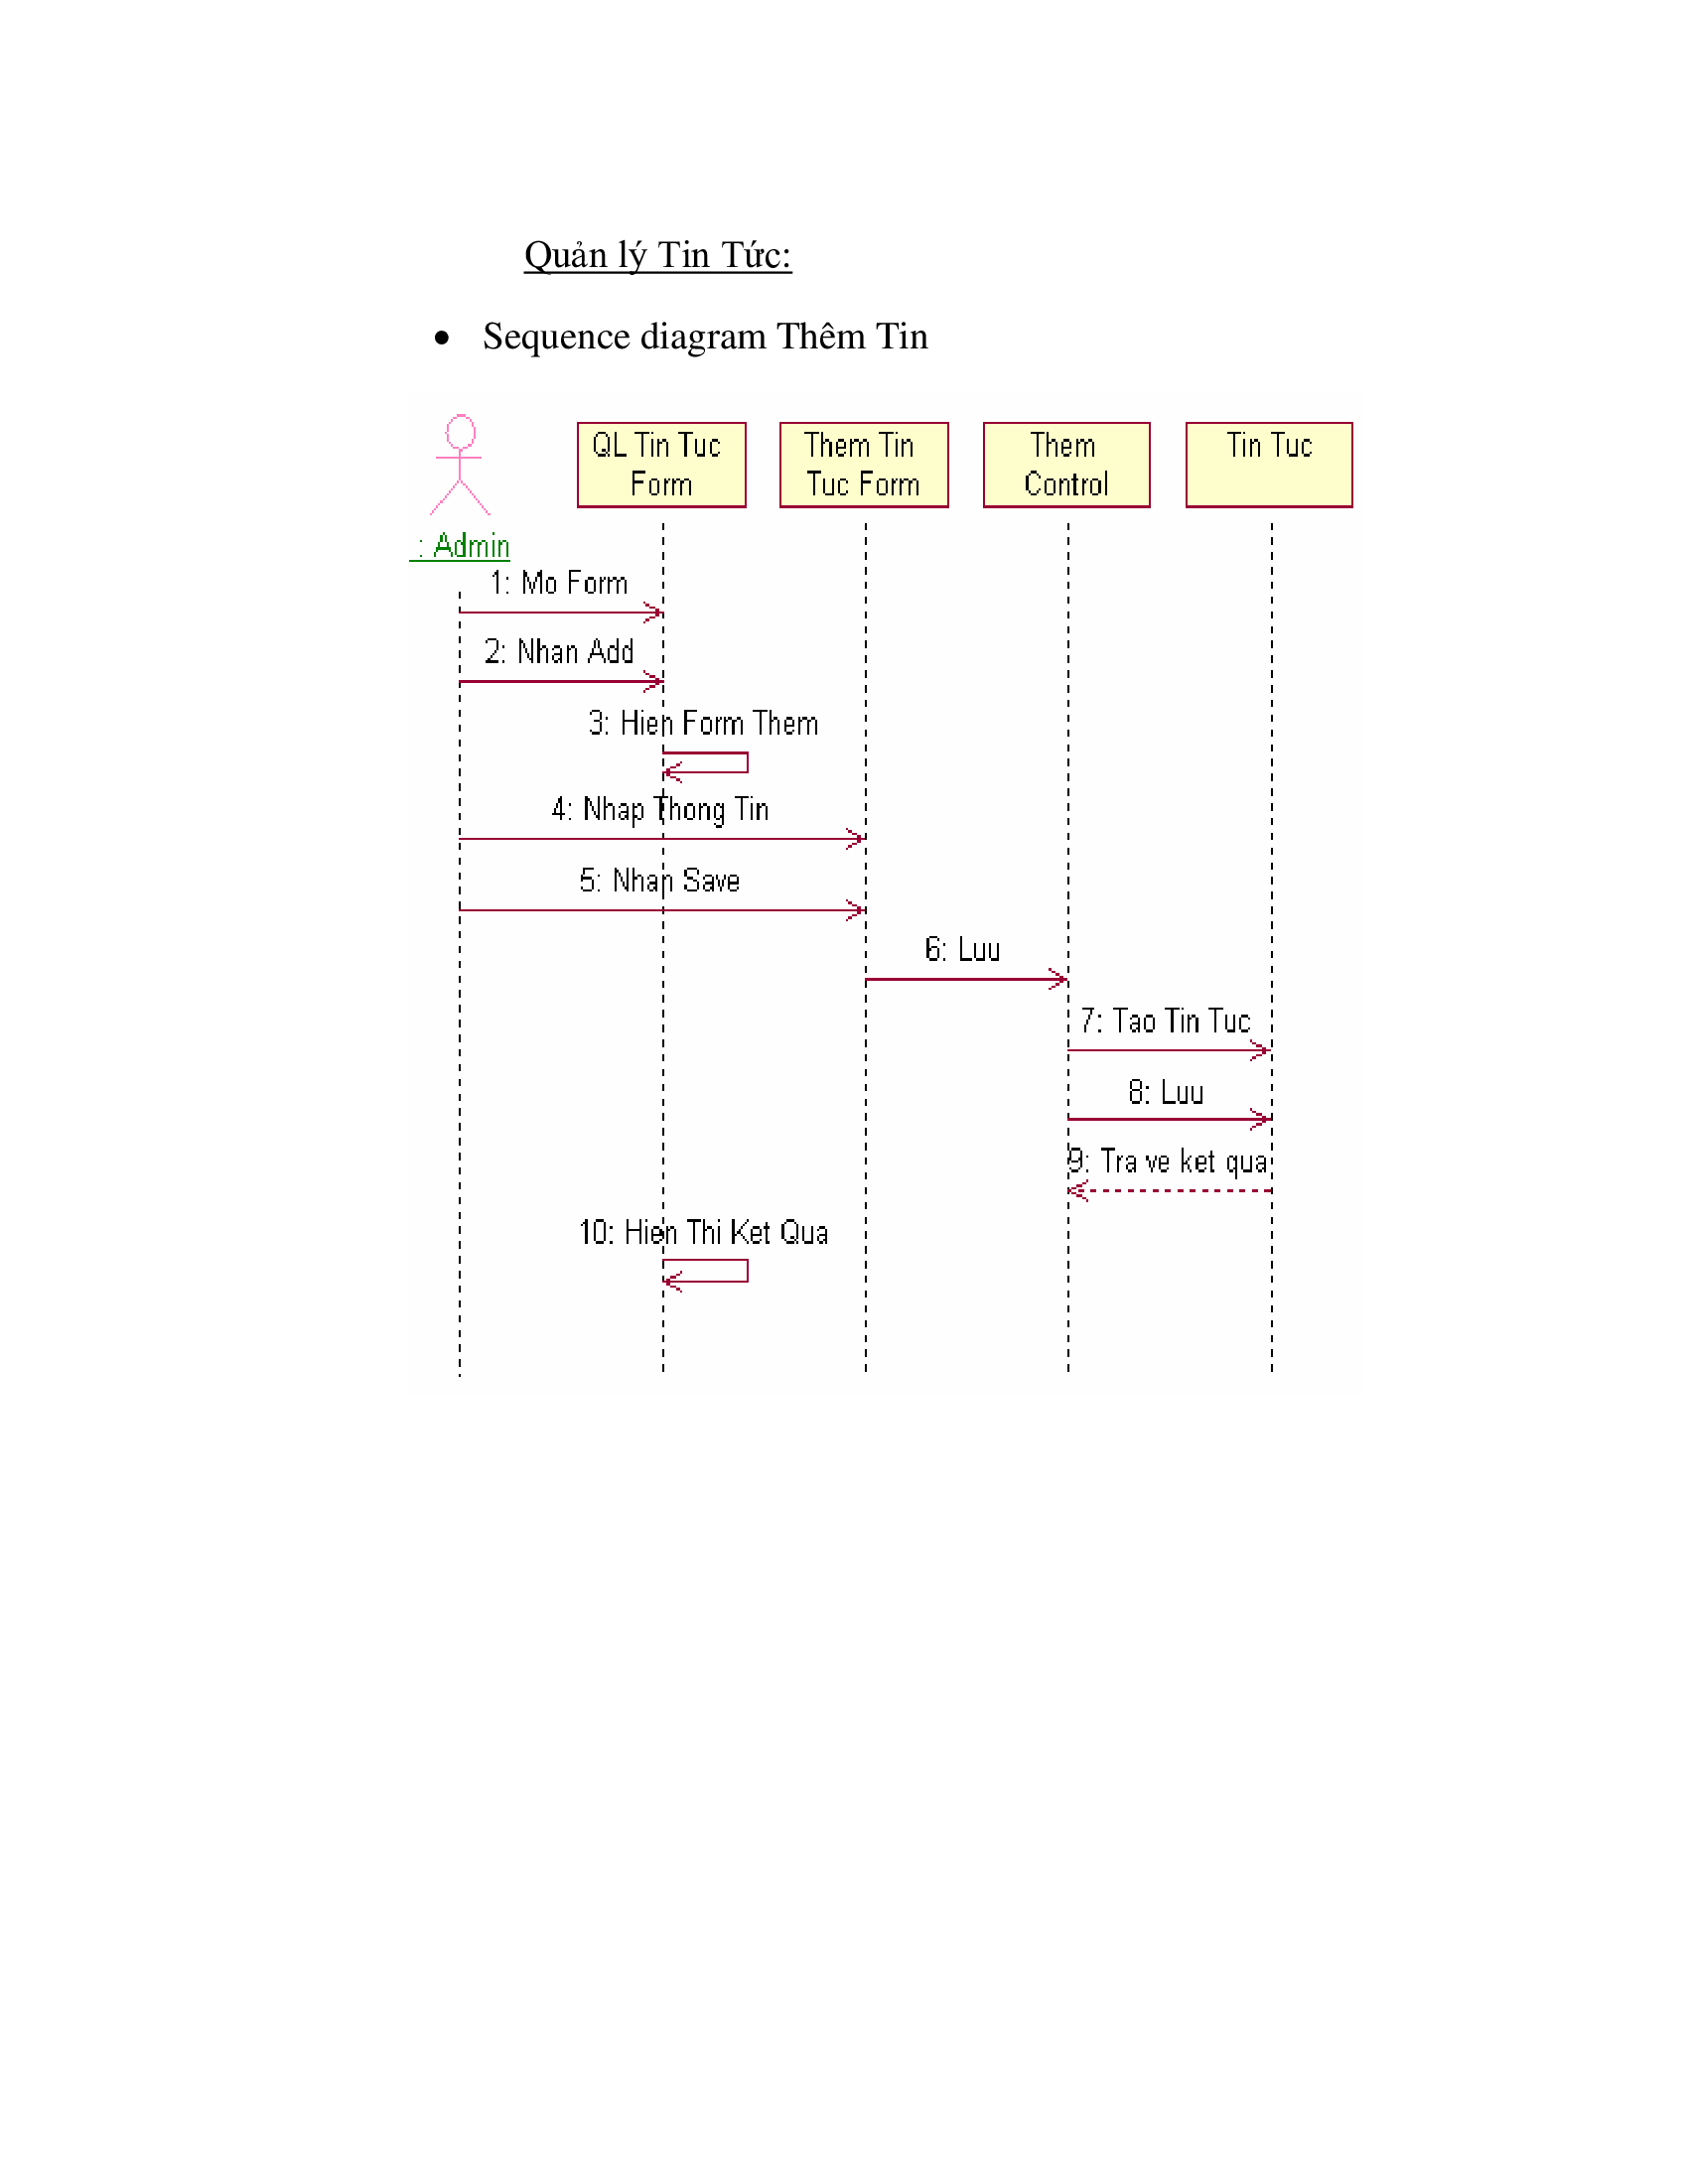 Quản lý Tin Tức:
• Sequence diagram Thêm Tin
QL Tin Tuc
Form
Them Tin
Tuc Form
Them
Control
Tin Tuc
: Admin
1: Mo Form
2: Nhan Add
3: Hien Form Them
4: Nhap Thong Tin
5: Nhan Save
6: Luu
7: Tao Tin Tuc
8: Luu
9: Tra ve ket qua
10: Hien Thi Ket Qua